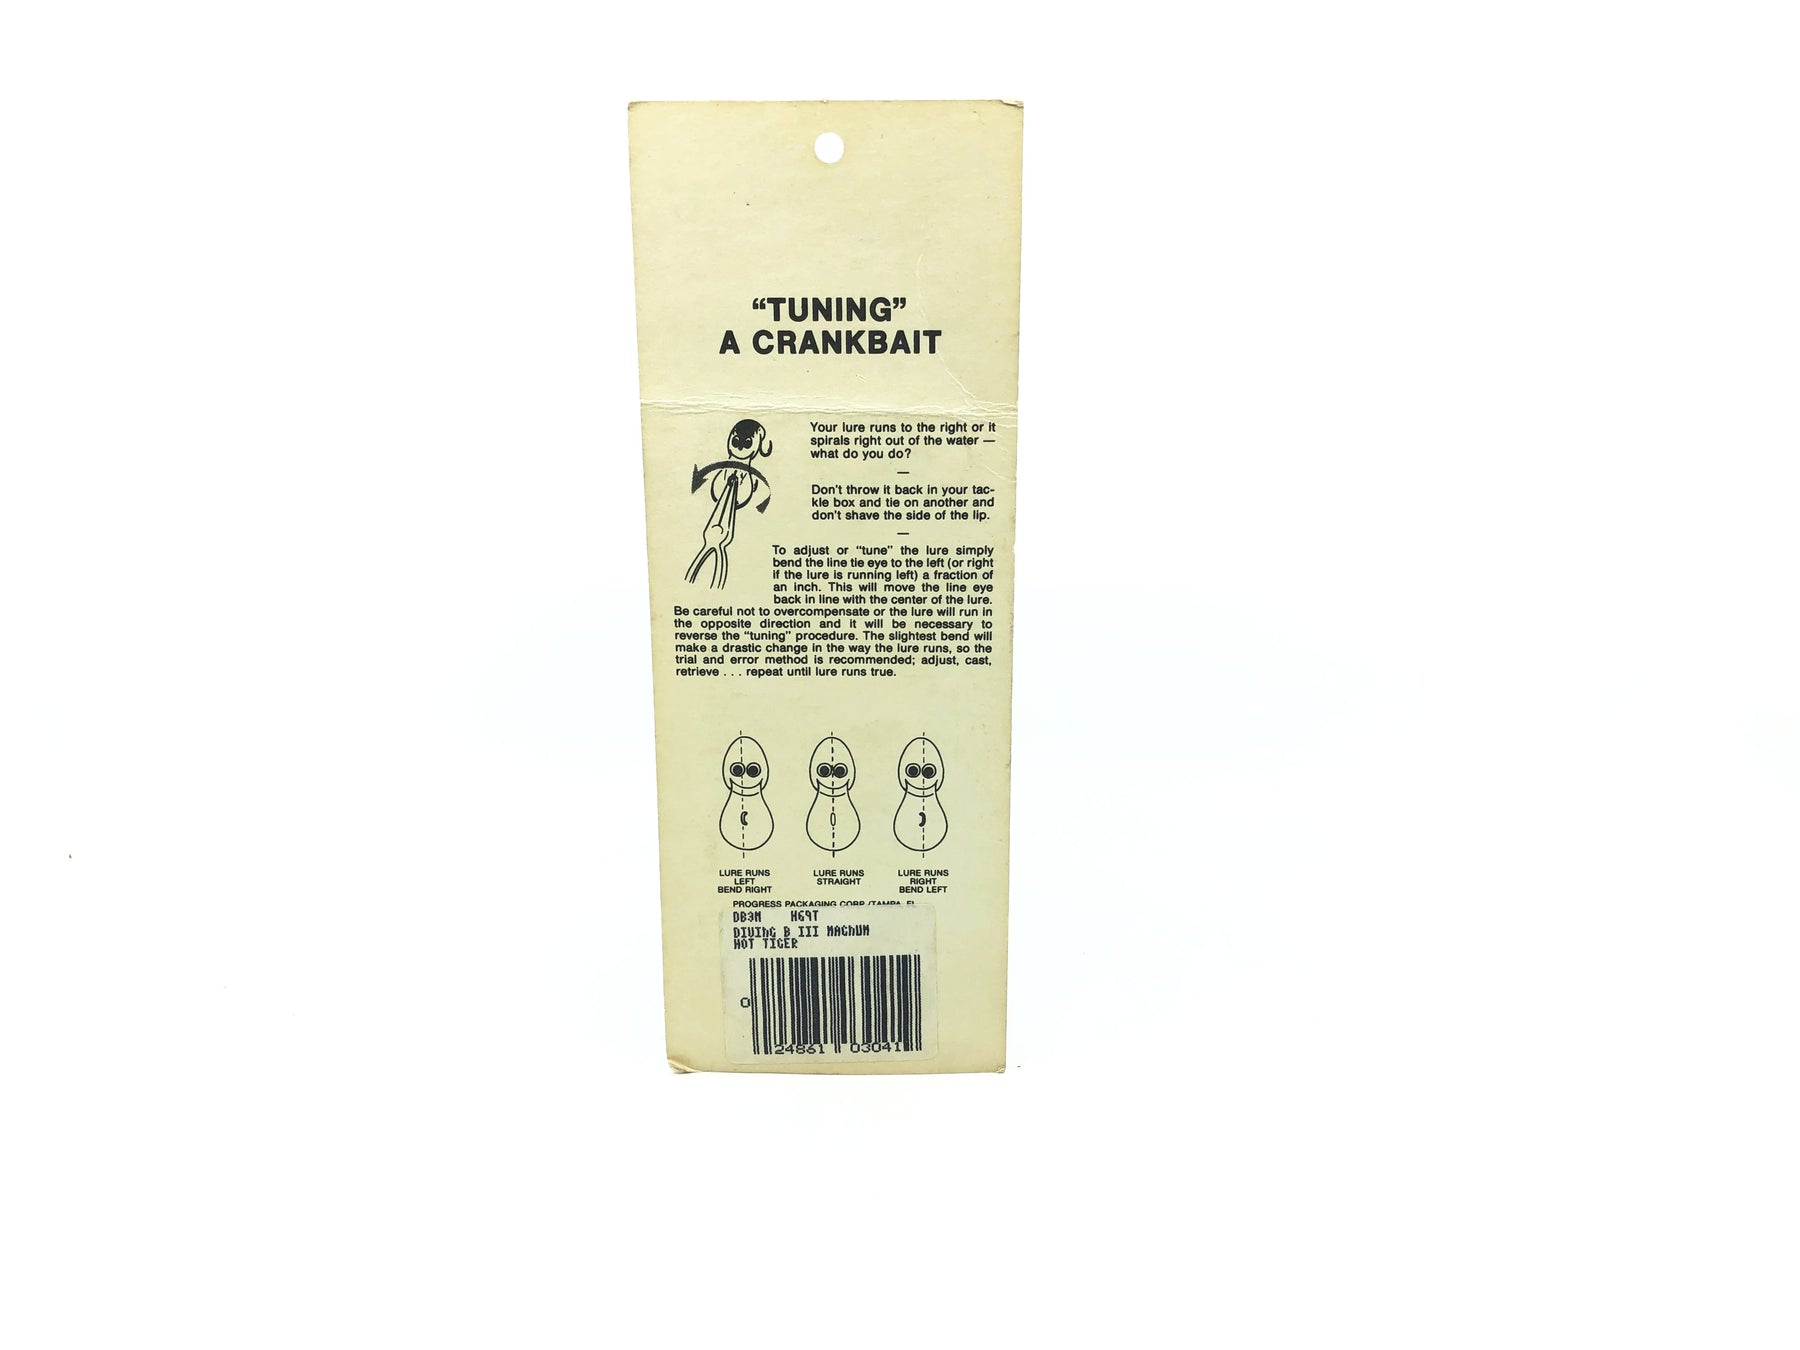 “TUNING”
A CRANKBAIT
Your lure runs to the right or it
spirals right out of the water —
what do you do?
—
Don't throw it back in your tac-
kle box and tie on another and
don't shave the side of the lip.
—
To adjust or “tune” the lure simply
bend the line tie eye to the left (or right
if the lure is running left) a fraction of
an inch. This will move the line eye
back in line with the center of the lure.
Be careful not to overcompensate or the lure will run in
the opposite direction and it will be necessary to
reverse the “tuning” procedure. The slightest bend will
make a drastic change in the way the lure runs, so the
trial and error method is recommended; adjust, cast,
retrieve . . . repeat until lure runs true.
LURE RUNS
LEFT
BEND RIGHT
LURE RUNS
STRAIGHT
LURE RUNS
RIGHT
BEND LEFT
PROGRESS PACKAGING CORP./TAMPA, FL
DB3M H69T
DIVING B III MAGNUM
HOT TIGER
0 24861 03041